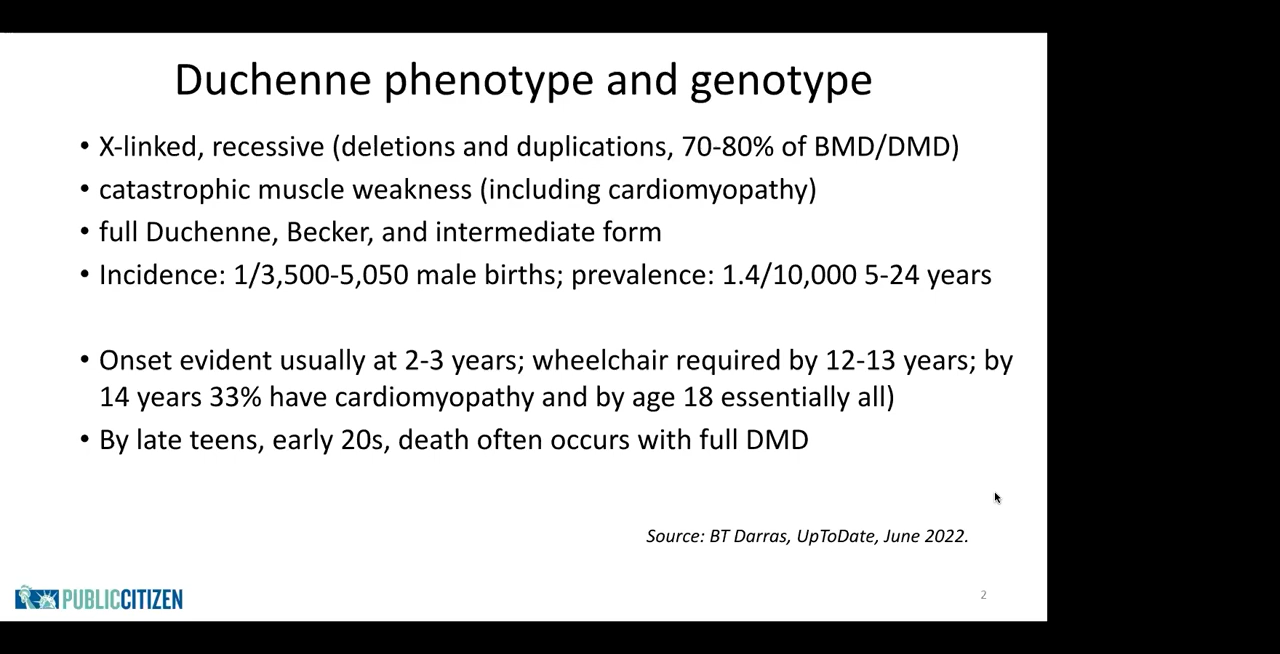 Duchenne phenotype and genotype
• X-linked, recessive (deletions and duplications, 70-80% of BMD/DMD)
• catastrophic muscle weakness (including cardiomyopathy)
• full Duchenne, Becker, and intermediate form
• Incidence: 1/3,500-5,050 male births; prevalence: 1.4/10,000 5-24 years
• Onset evident usually at 2-3 years; wheelchair required by 12-13 years; by
14 years 33% have cardiomyopathy and by age 18 essentially all)
• By late teens, early 20s, death often occurs with full DMD
Source: BT Darras, UpToDate, June 2022.
PUBLICCITIZEN
2